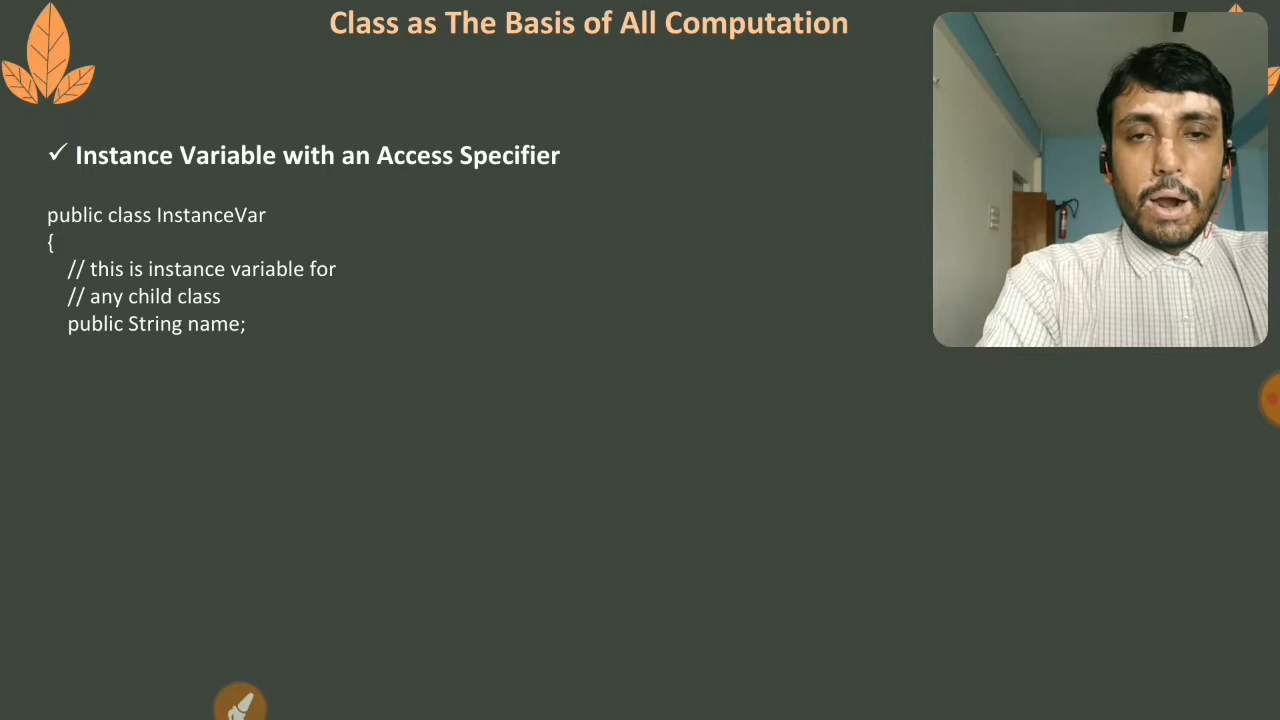 Class as The Basis of All Computation
✓ Instance Variable with an Access Specifier
public class InstanceVar
{
// this is instance variable for
// any child class
public String name;